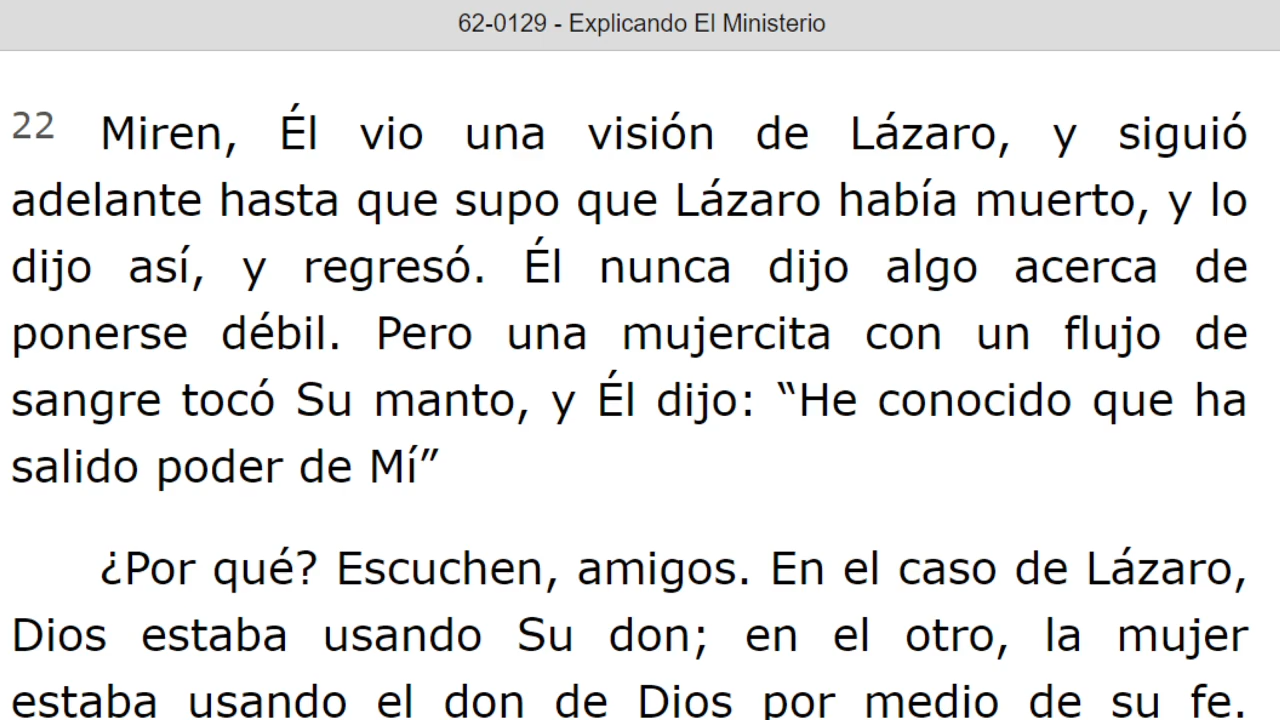 62-0129 - Explicando El Ministerio
22 Miren, Él vio una visión de Lázaro, y siguió
adelante hasta que supo que Lázaro había muerto, y lo
dijo así, y regresó. Él nunca dijo algo acerca de
ponerse débil. Pero una mujercita con un flujo de
sangre tocó Su manto, y Él dijo: “He conocido que ha
salido poder de Mí”
¿Por qué? Escuchen, amigos. En el caso de Lázaro,
Dios estaba usando Su don; en el otro, la mujer
estaba usando el don de Dios por medio de su fe.